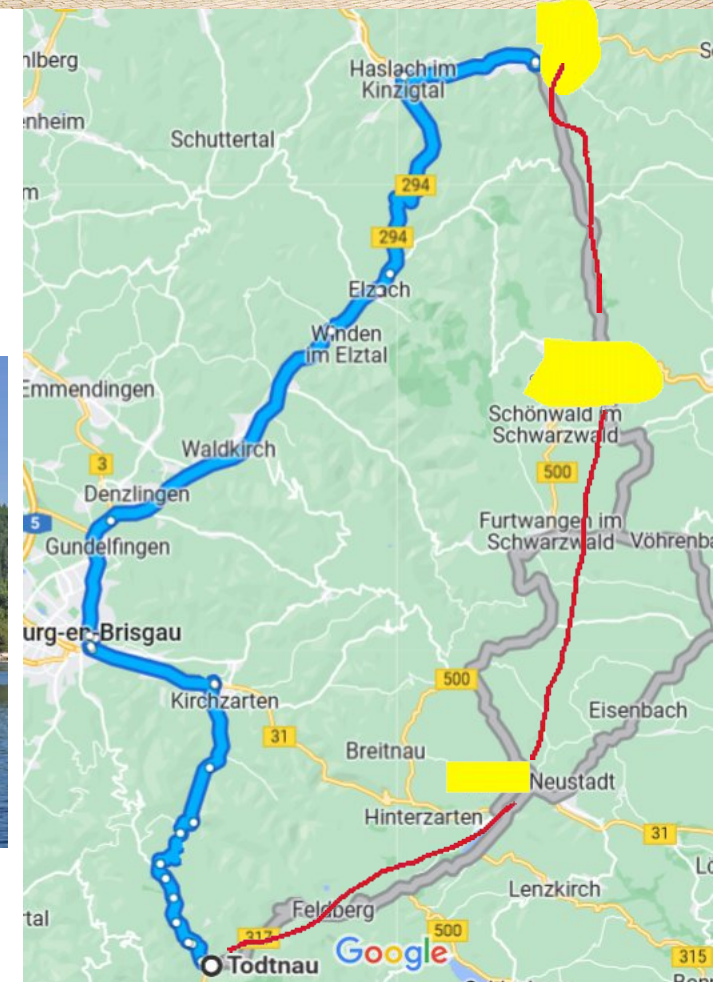 hlberg
Haslach im
Kinzigtal
enheim
Schuttertal
m
294
294
Elzach
Winden
im Elztal
Emmendingen
Schönwald im
Schwarzwald
Waldkirch
3
500
Denzlingen
5
Furtwangen im
Schwarzwald
Vöhrenba
Gundelfingen
urg-en-Brisgau
500
Kirchzarten
Eisenbach
31
Breitnau
Neustadt
Hinterzarten
31
Lenzkirch
rtal
Feldberg
317
500
Google
Todtnau
315